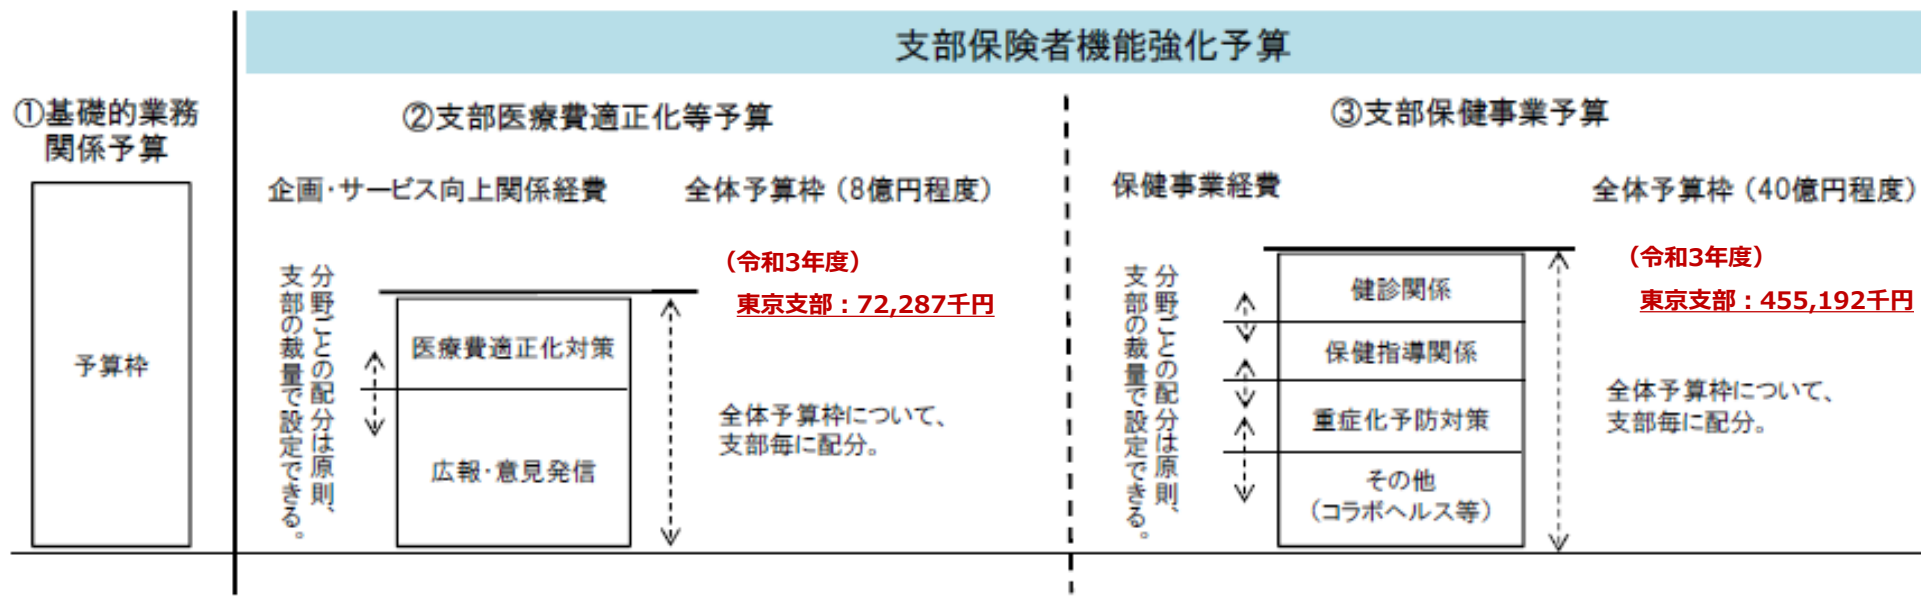 支部保険者機能強化予算
①基礎的業務
関係予算
予算枠
②支部医療費適正化等予算
企画・サービス向上関係経費
全体予算枠（8億円程度）
（令和3年度）
東京支部：72,287千円
分野ごとの配分は原則、
支部の裁量で設定できる。
医療費適正化対策
広報・意見発信
全体予算枠について、
支部毎に配分。
③支部保健事業予算
保健事業経費
全体予算枠（40億円程度）
（令和3年度）
東京支部：455,192千円
分野ごとの配分は原則、
支部の裁量で設定できる。
健診関係
保健指導関係
重症化予防対策
その他
（コラボヘルス等）
全体予算枠について、
支部毎に配分。